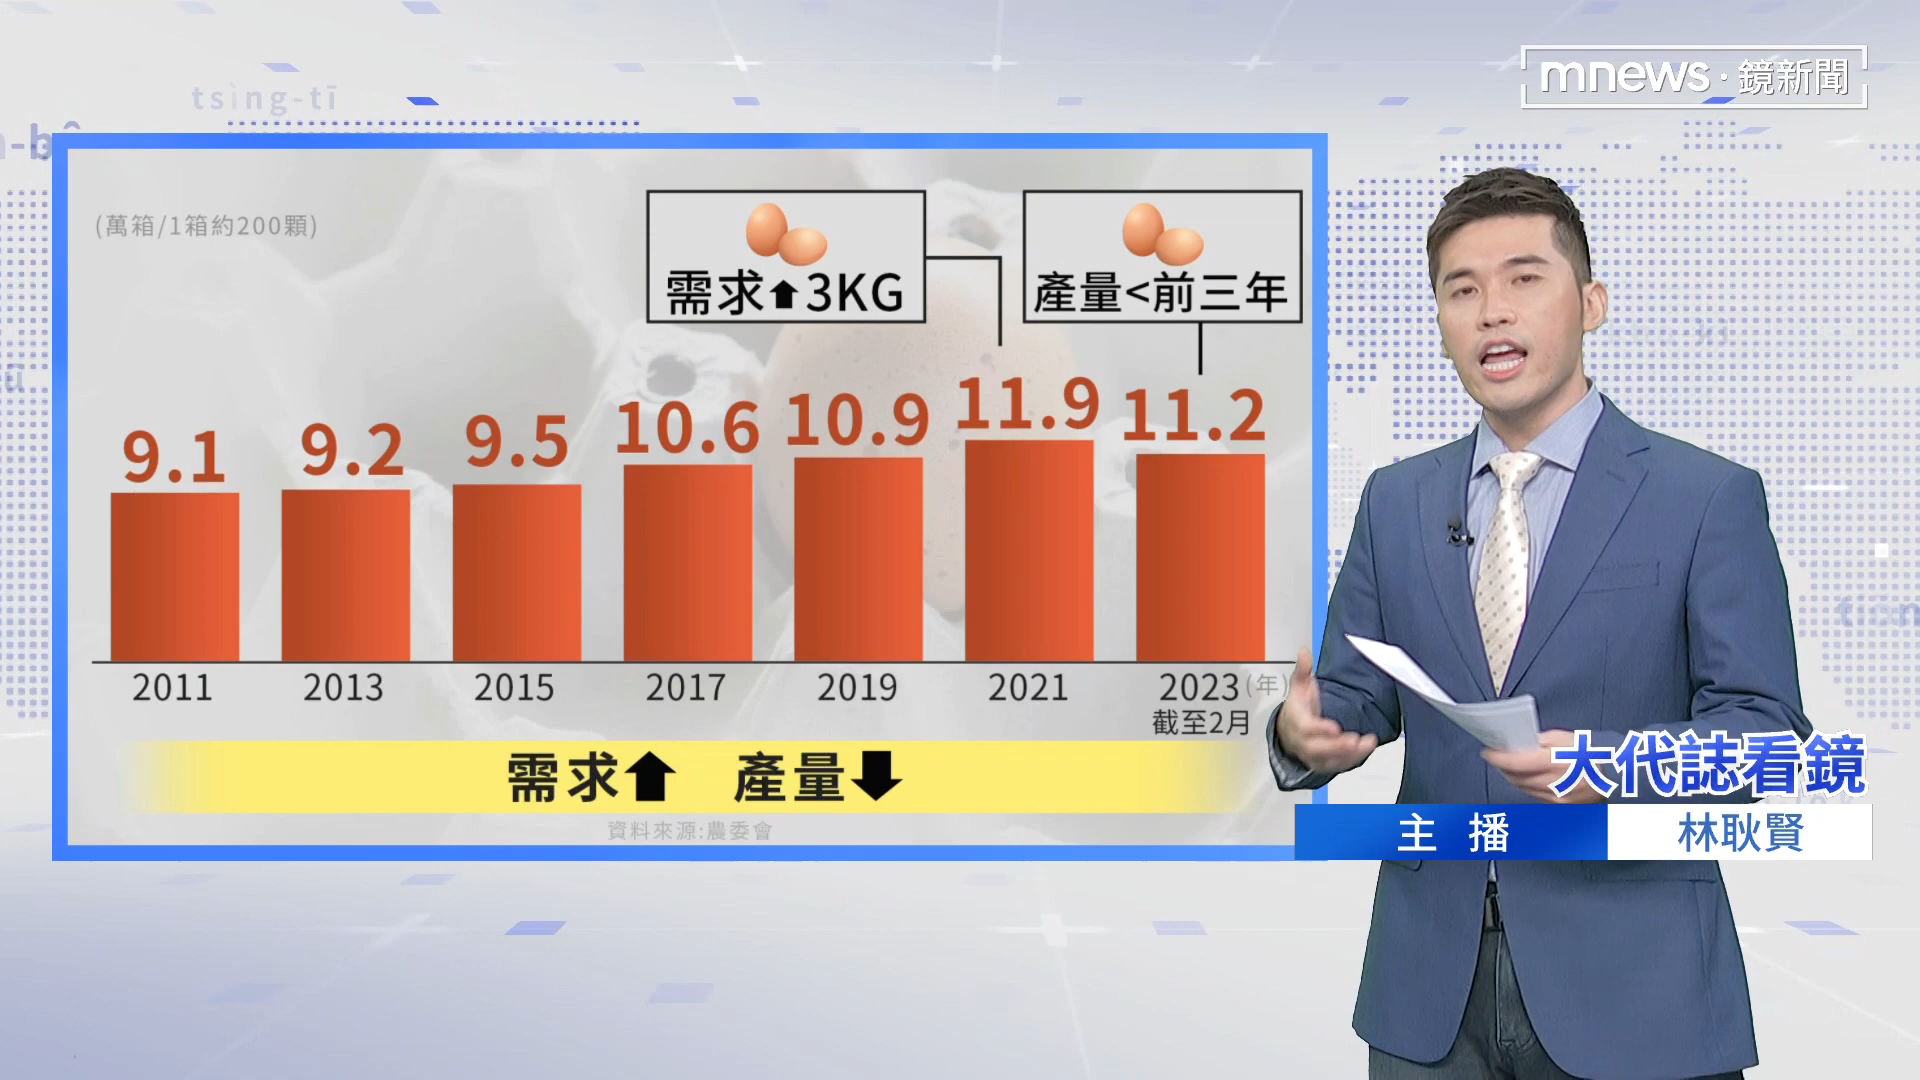 tsìng-tī
mnews·鏡新聞
(萬箱/1箱約200顆)
需求⬆3KG
產量<前三年
9.1
9.2
9.5
10.6
10.9
11.9
11.2
2011
2013
2015
2017
2019
2021
2023(年)
截至2月
需求⬆ 產量⬇
資料來源:農委會
大代誌看鏡
主播
林耿賢